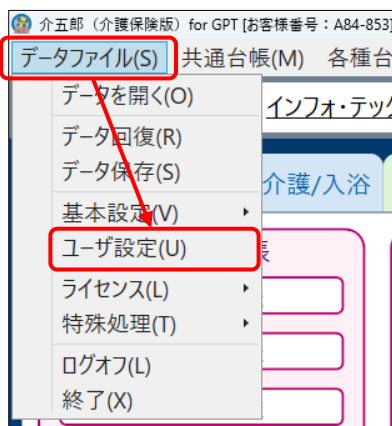 介五郎（介護保険版）for GPT [お客様番号：A84-853]
データファイル(S) 共通台帳(M) 各種台
データを開く(O)
インフォ・テック
データ回復(R)
データ保存(S)
介護/入浴
基本設定(V)
ユーザ設定(U)
ライセンス(L)
特殊処理(T)
ログオフ(L)
終了(X)